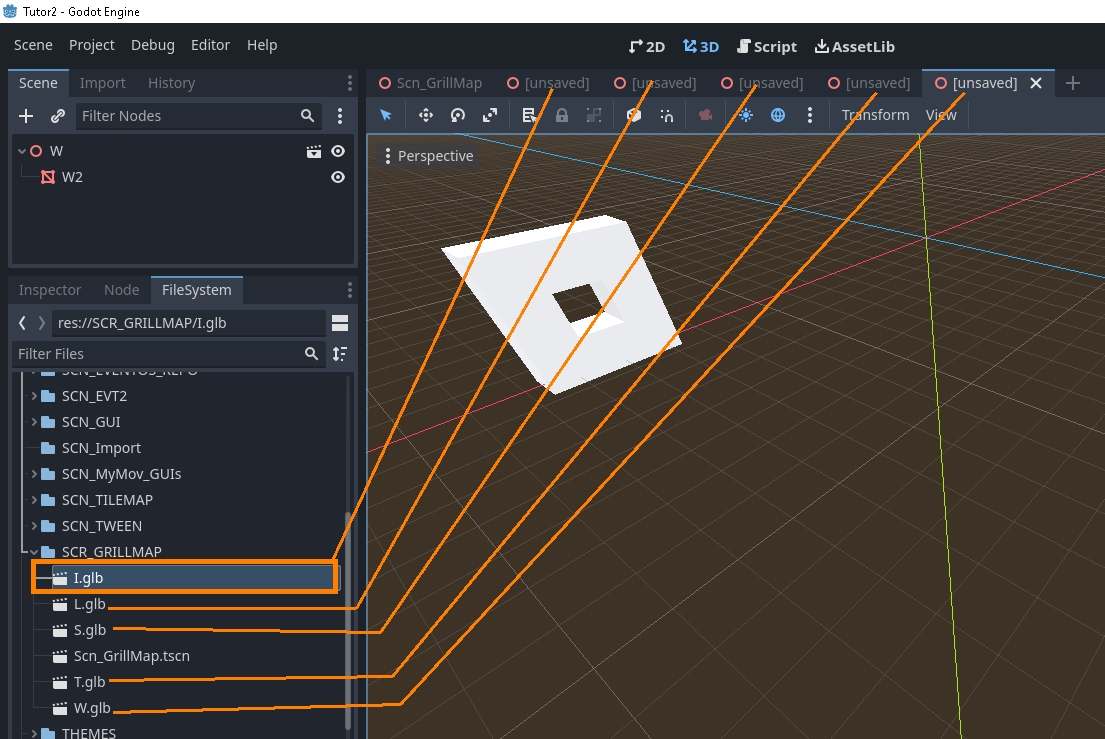 Tutor2 - Godot Engine
Scene Project Debug Editor Help
2D 3D Script AssetLib
Scene Import History
Scn_GrillMap [unsaved] [unsaved] [unsaved] [unsaved] [unsaved]
Filter Nodes
Transform View
W
Perspective
W2
Inspector Node FileSystem
res://SCR_GRILLMAP/I.glb
Filter Files
SCN_EVENTOS_REPO
SCN_EVT2
SCN_GUI
SCN_Import
SCN_MyMov_GUIs
SCN_TILEMAP
SCN_TWEEN
SCR_GRILLMAP
I.glb
L.glb
S.glb
Scn_GrillMap.tscn
T.glb
W.glb
THEMES